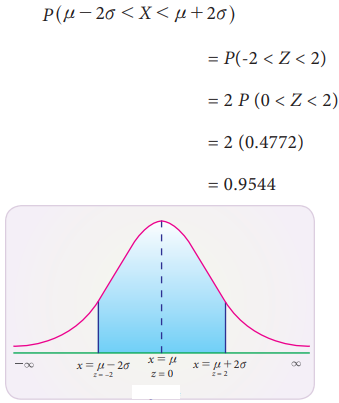 P(μ − 2σ < X < μ + 2σ)
= P(-2 < Z < 2)
= 2 P (0 < Z < 2)
= 2 (0.4772)
= 0.9544
−∞ x = μ − 2σ x = μ x = μ + 2σ ∞
z = −2 z = 0 z = 2